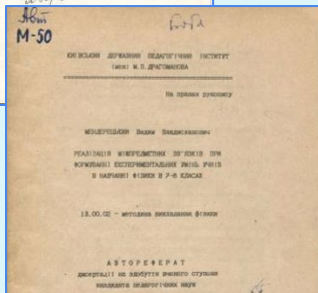 Авт
М-50
КИЇВСЬКИЙ ДЕРЖАВНИЙ ПЕДАГОГІЧНИЙ ІНСТИТУТ
М.П.ДРАГОМАНОВА
На правах рукопису
МЕНДЕРЕЦЬКИЙ Вадим Владиславович
РЕАЛІЗАЦІЯ МІЖПРЕДМЕТНИХ ЗВ'ЯЗКІВ ПРИ
ФОРМУВАННІ ЕКСПЕРИМЕНТАЛЬНИХ УМІНЬ УЧНІВ
В НАВЧАННІ ФІЗИКИ В 7-8 КЛАСАХ
13.00.02 - методика викладання фізики
АВТОРЕФЕРАТ
дисертації на здобуття вченого ступеня
кандидата педагогічних наук